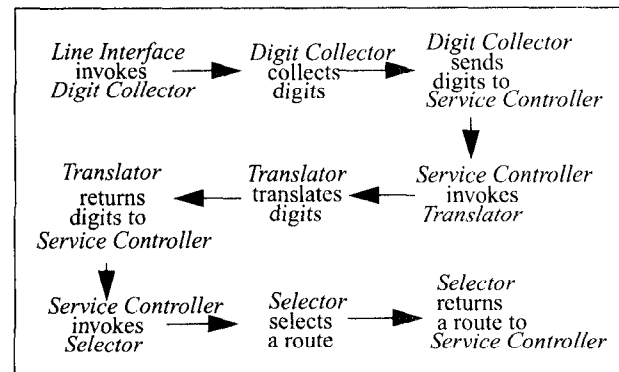 Line Interface
invokes
Digit Collector
Digit Collector
collects
digits
Digit Collector
sends
digits to
Service Controller
Service Controller
invokes
Translator
Translator
translates
digits
Translator
returns
digits to
Service Controller
Service Controller
invokes
Selector
Selector
selects
a route
Selector
returns
a route to
Service Controller